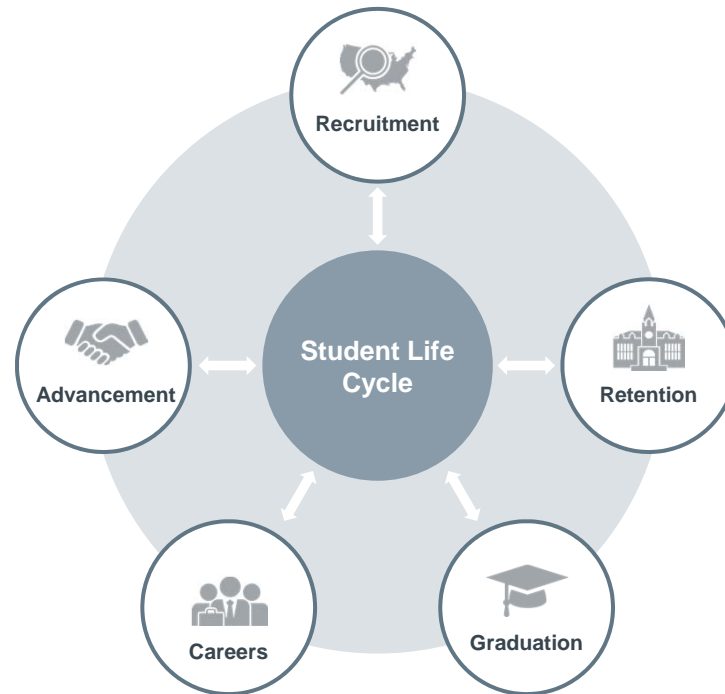 Recruitment
Student Life
Cycle
Advancement
Retention
Careers
Graduation